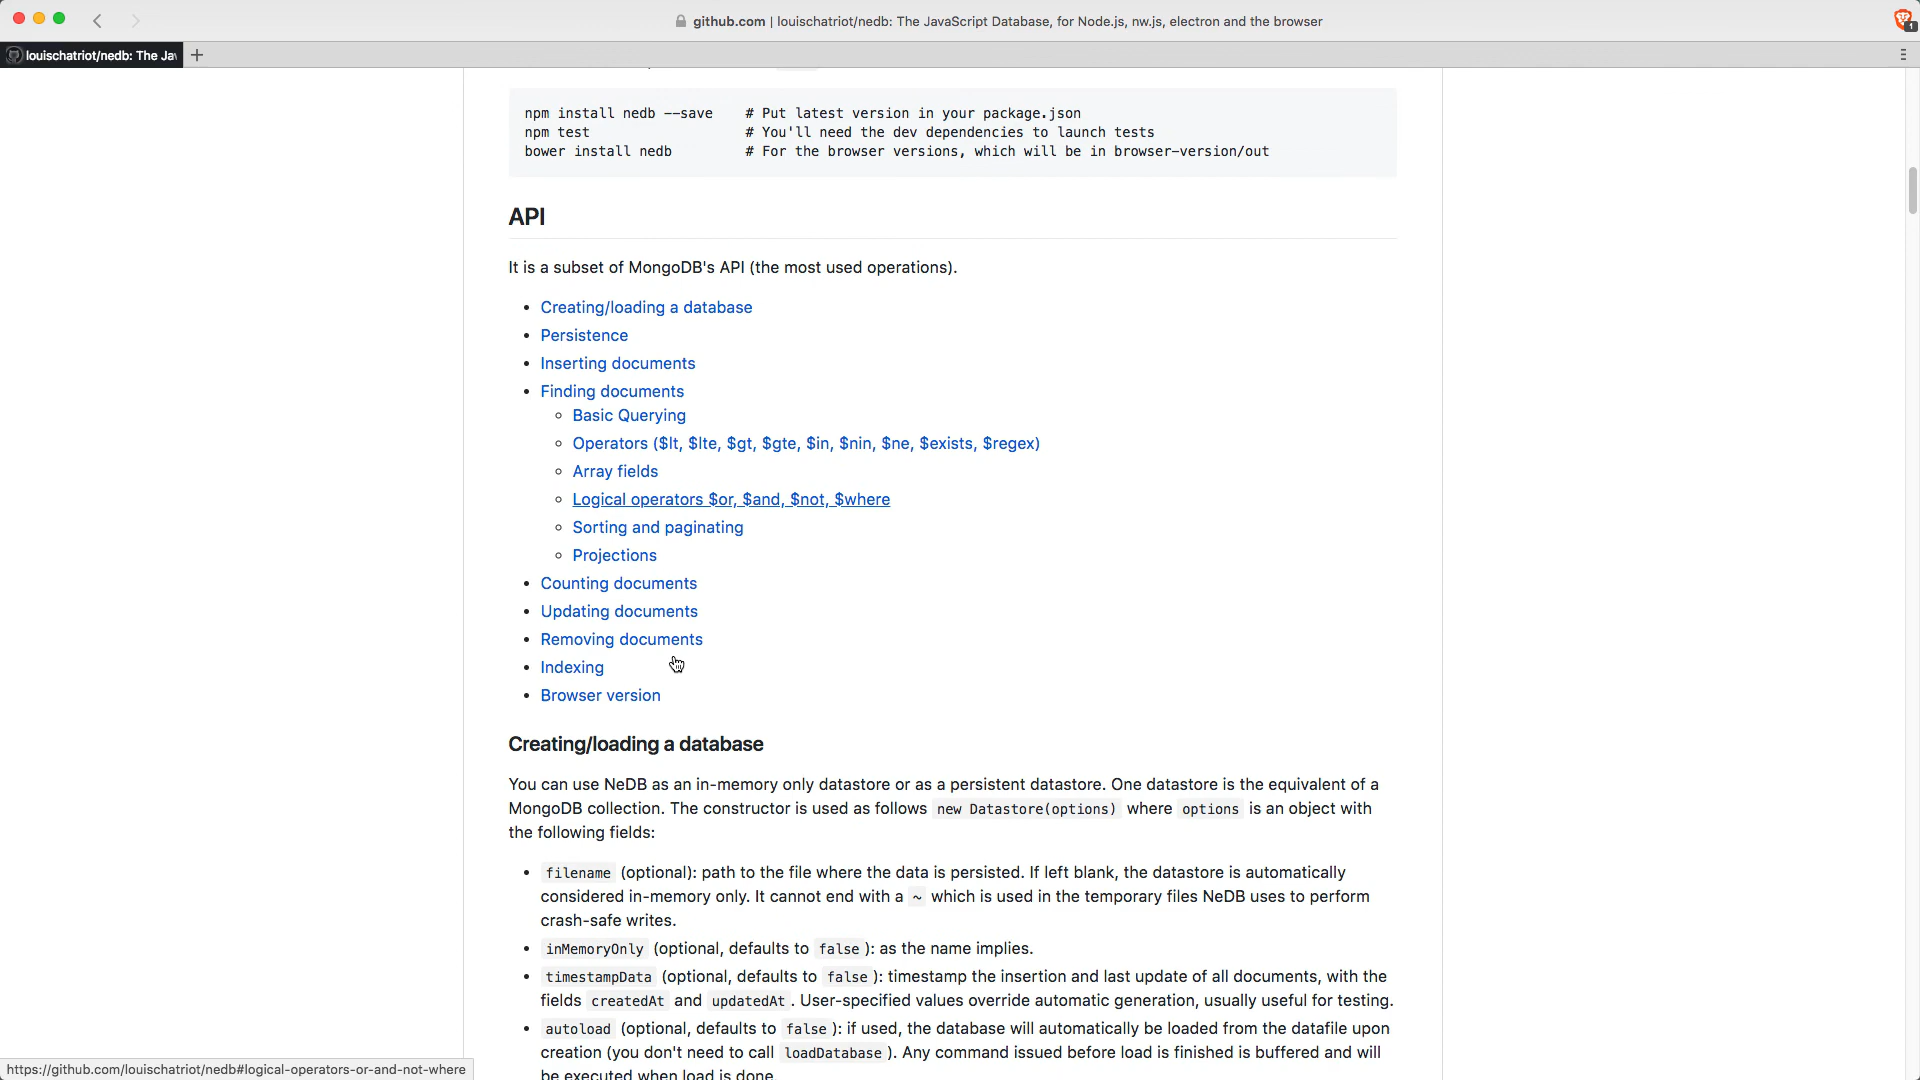 github.com | louischatriot/nedb: The JavaScript Database, for Node.js, nw.js, electron and the browser
1
louischatriot/nedb: The Ja
npm install nedb --save # Put latest version in your package.json
npm test # You'll need the dev dependencies to launch tests
bower install nedb # For the browser versions, which will be in browser-version/out
API
It is a subset of MongoDB's API (the most used operations).
• Creating/loading a database
• Persistence
• Inserting documents
• Finding documents
◦ Basic Querying
◦ Operators ($lt, $lte, $gt, $gte, $in, $nin, $ne, $exists, $regex)
◦ Array fields
◦ Logical operators $or, $and, $not, $where
◦ Sorting and paginating
◦ Projections
• Counting documents
• Updating documents
• Removing documents
• Indexing
• Browser version
Creating/loading a database
You can use NeDB as an in-memory only datastore or as a persistent datastore. One datastore is the equivalent of a
MongoDB collection. The constructor is used as follows new Datastore(options) where options is an object with
the following fields:
• filename (optional): path to the file where the data is persisted. If left blank, the datastore is automatically
considered in-memory only. It cannot end with a ~ which is used in the temporary files NeDB uses to perform
crash-safe writes.
• inMemoryOnly (optional, defaults to false): as the name implies.
• timestampData (optional, defaults to false): timestamp the insertion and last update of all documents, with the
fields createdAt and updatedAt. User-specified values override automatic generation, usually useful for testing.
• autoload (optional, defaults to false): if used, the database will automatically be loaded from the datafile upon
creation (you don't need to call loadDatabase). Any command issued before load is finished is buffered and will
be executed when load is done.
https://github.com/louischatriot/nedb#logical-operators-or-and-not-where